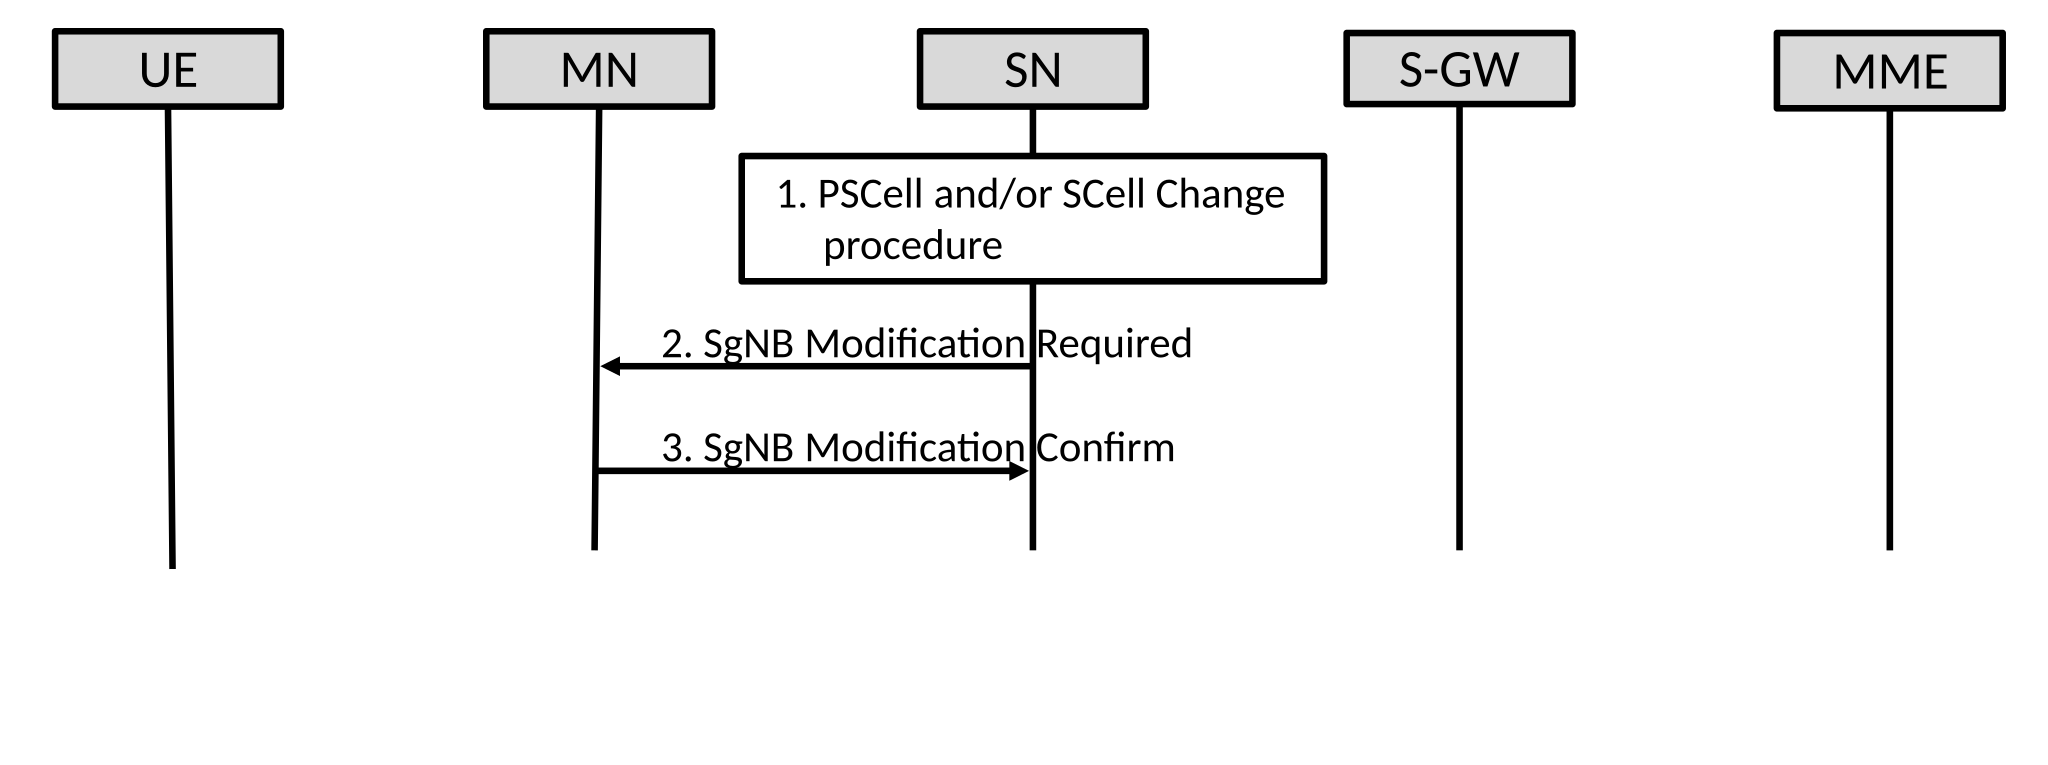 UE
MN
SN
S-GW
MME
1. PSCell and/or SCell Change
procedure
2. SgNB Modification Required
3. SgNB Modification Confirm